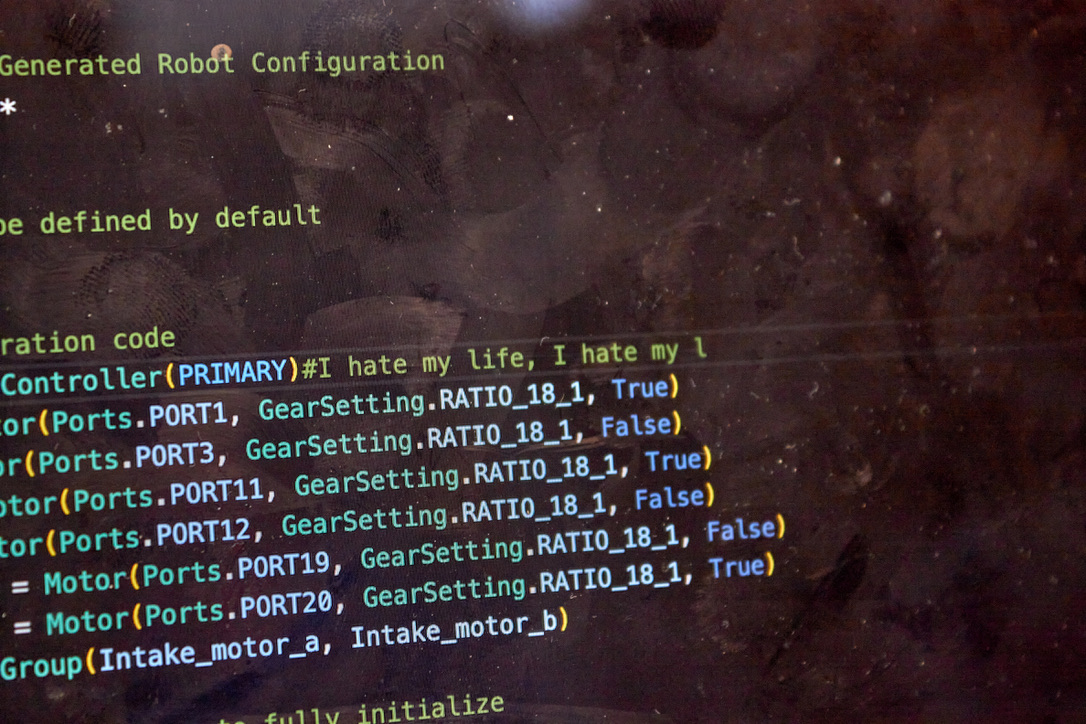 Generated Robot Configuration
*
be defined by default
ration code
Controller(PRIMARY)#I hate my life, I hate my l
tor(Ports.PORT1, GearSetting.RATIO_18_1, True)
or(Ports.PORT3, GearSetting.RATIO_18_1, False)
otor(Ports.PORT11, GearSetting.RATIO_18_1, True)
tor(Ports.PORT12, GearSetting.RATIO_18_1, False)
= Motor(Ports.PORT19, GearSetting.RATIO_18_1, False)
= Motor(Ports.PORT20, GearSetting.RATIO_18_1, True)
Group(Intake_motor_a, Intake_motor_b)
to fully initialize